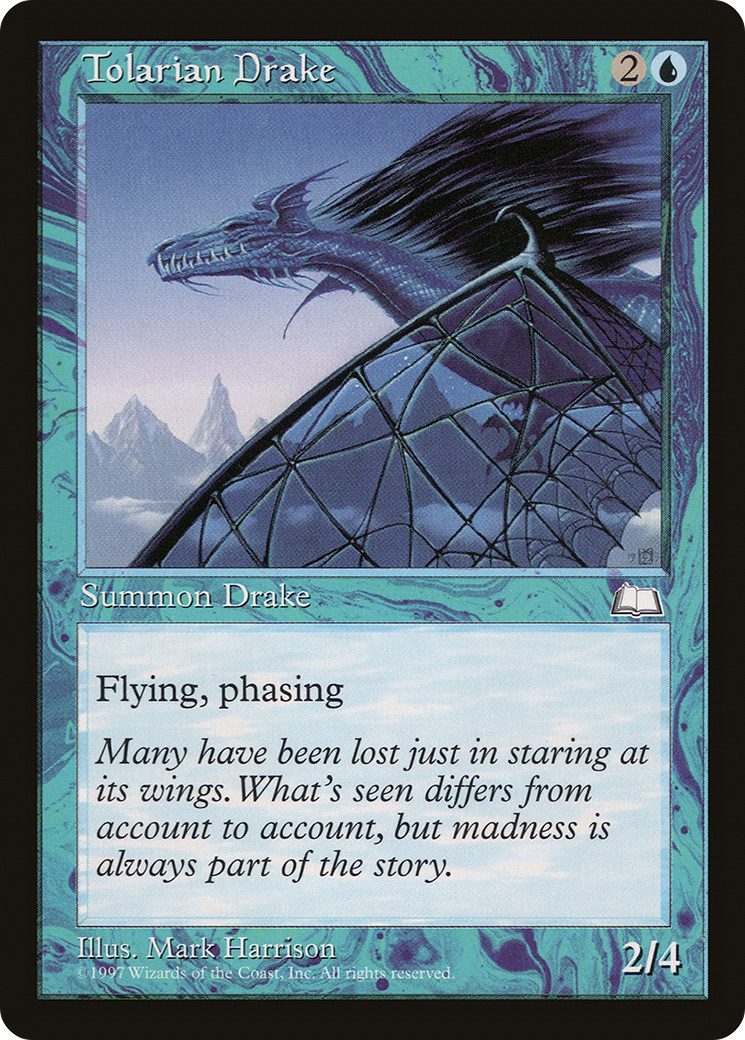 Tolarian Drake 2
Summon Drake
Flying, phasing
Many have been lost just in staring at
its wings. What's seen differs from
account to account, but madness is
always part of the story.
Illus. Mark Harrison
©1997 Wizards of the Coast, Inc. All rights reserved.
2/4